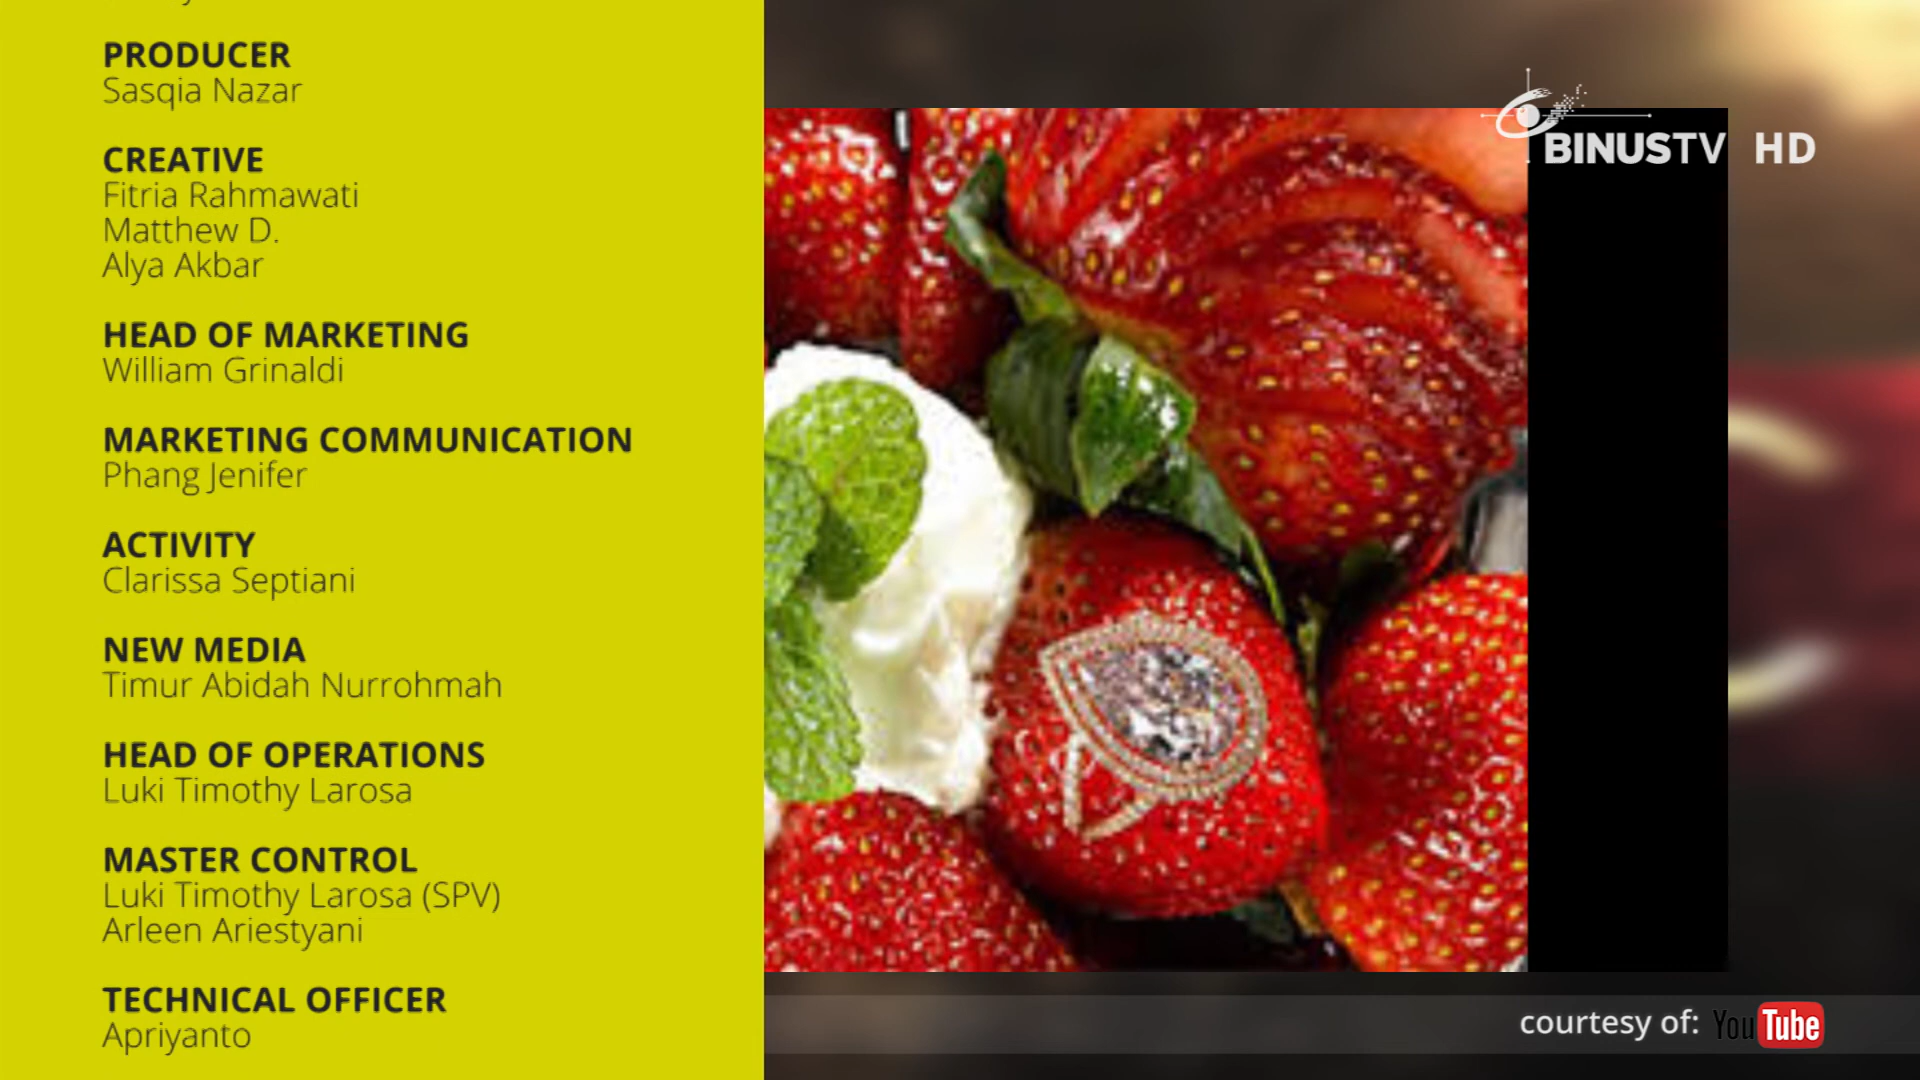 PRODUCER
Sasqia Nazar
CREATIVE
Fitria Rahmawati
Matthew D.
Alya Akbar
HEAD OF MARKETING
William Grinaldi
MARKETING COMMUNICATION
Phang Jenifer
ACTIVITY
Clarissa Septiani
NEW MEDIA
Timur Abidah Nurrohmah
HEAD OF OPERATIONS
Luki Timothy Larosa
MASTER CONTROL
Luki Timothy Larosa (SPV)
Arleen Ariestyani
TECHNICAL OFFICER
Apriyanto
BINUSTV HD
courtesy of: YouTube